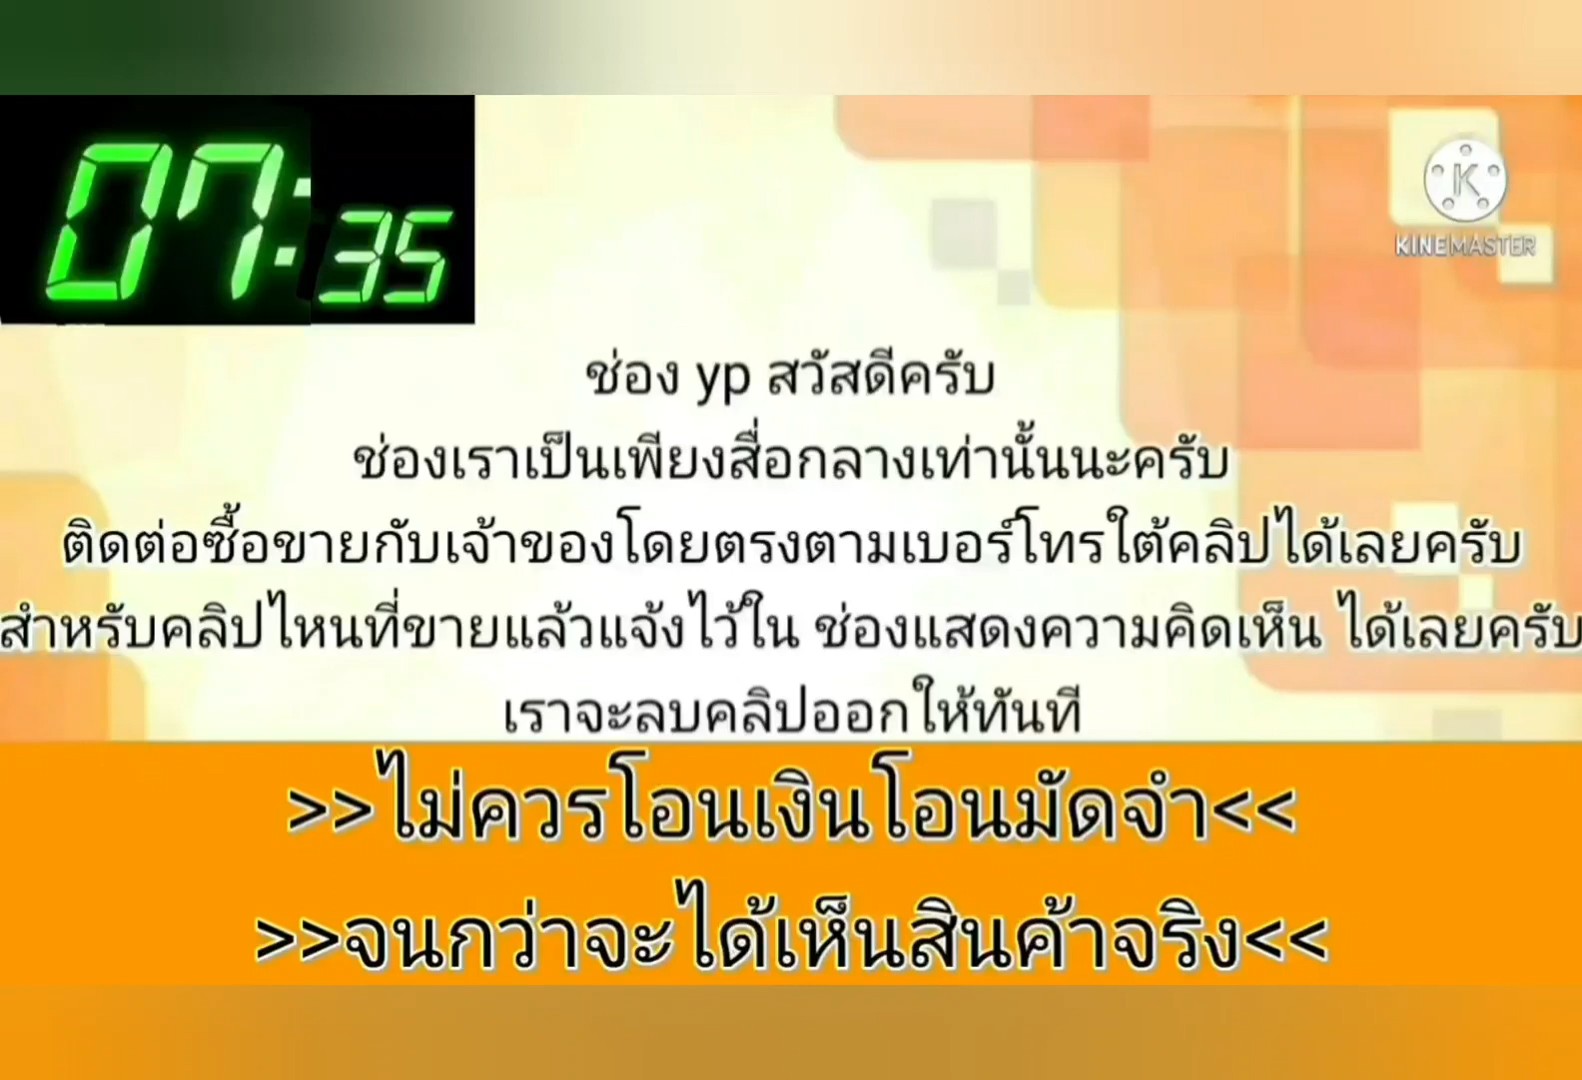 07:35
KINEMASTER
ช่อง yp สวัสดีครับ
ช่องเราเป็นเพียงสื่อกลางเท่านั้นนะครับ
ติดต่อซื้อขายกับเจ้าของโดยตรงตามเบอร์โทรใต้คลิปได้เลยครับ
สำหรับคลิปไหนที่ขายแล้วแจ้งไว้ใน ช่องแสดงความคิดเห็น ได้เลยครับ
เราจะลบคลิปออกให้ทันที
>>ไม่ควรโอนเงินโอนมัดจำ<<
>>จนกว่าจะได้เห็นสินค้าจริง<<